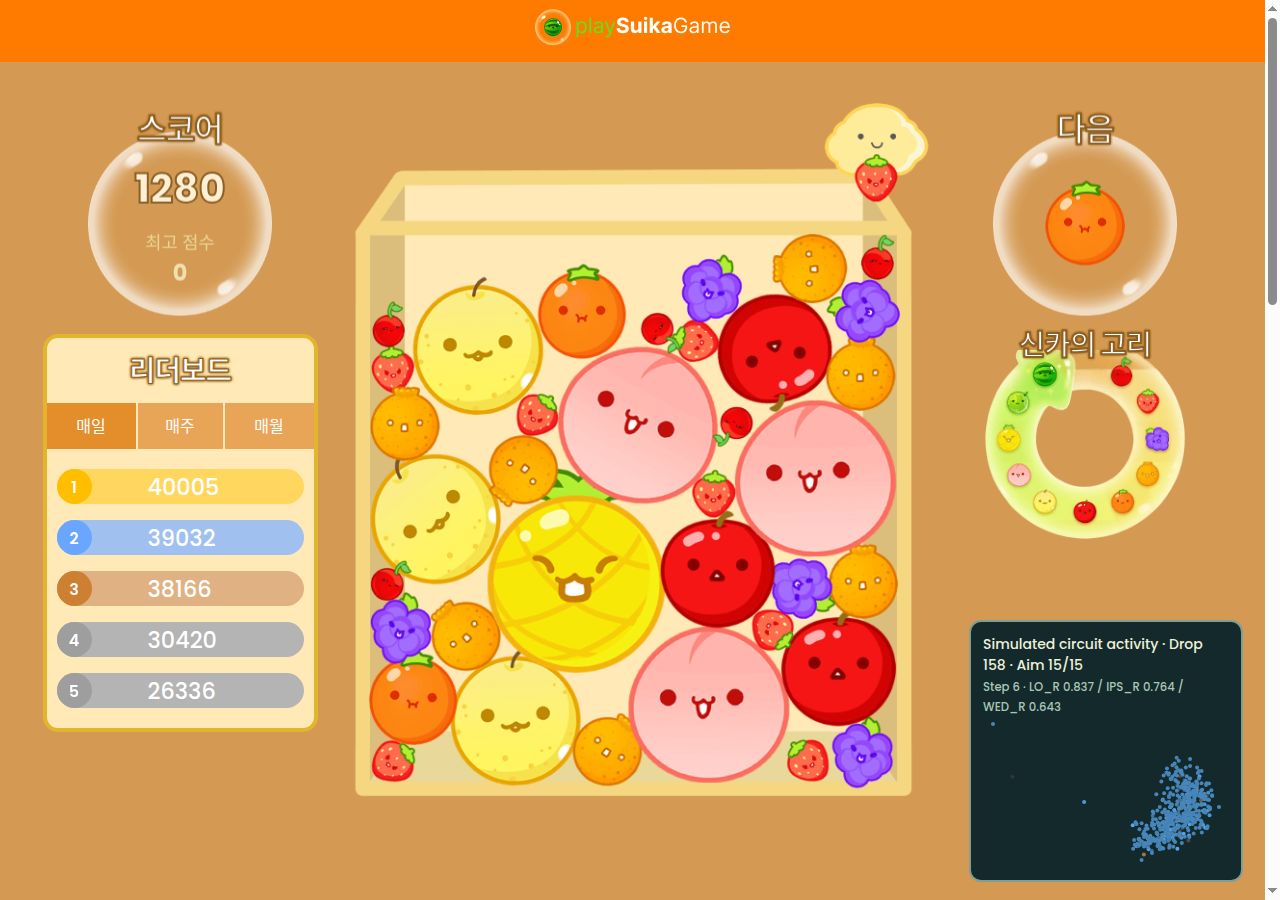 playSuikaGame
스코어
1280
최고 점수
0
리더보드
매일 매주 매월
1 40005
2 39032
3 38166
4 30420
5 26336
다음
신카의 고리
Simulated circuit activity · Drop
158 · Aim 15/15
Step 6 · LO_R 0.837 / IPS_R 0.764 /
WED_R 0.643